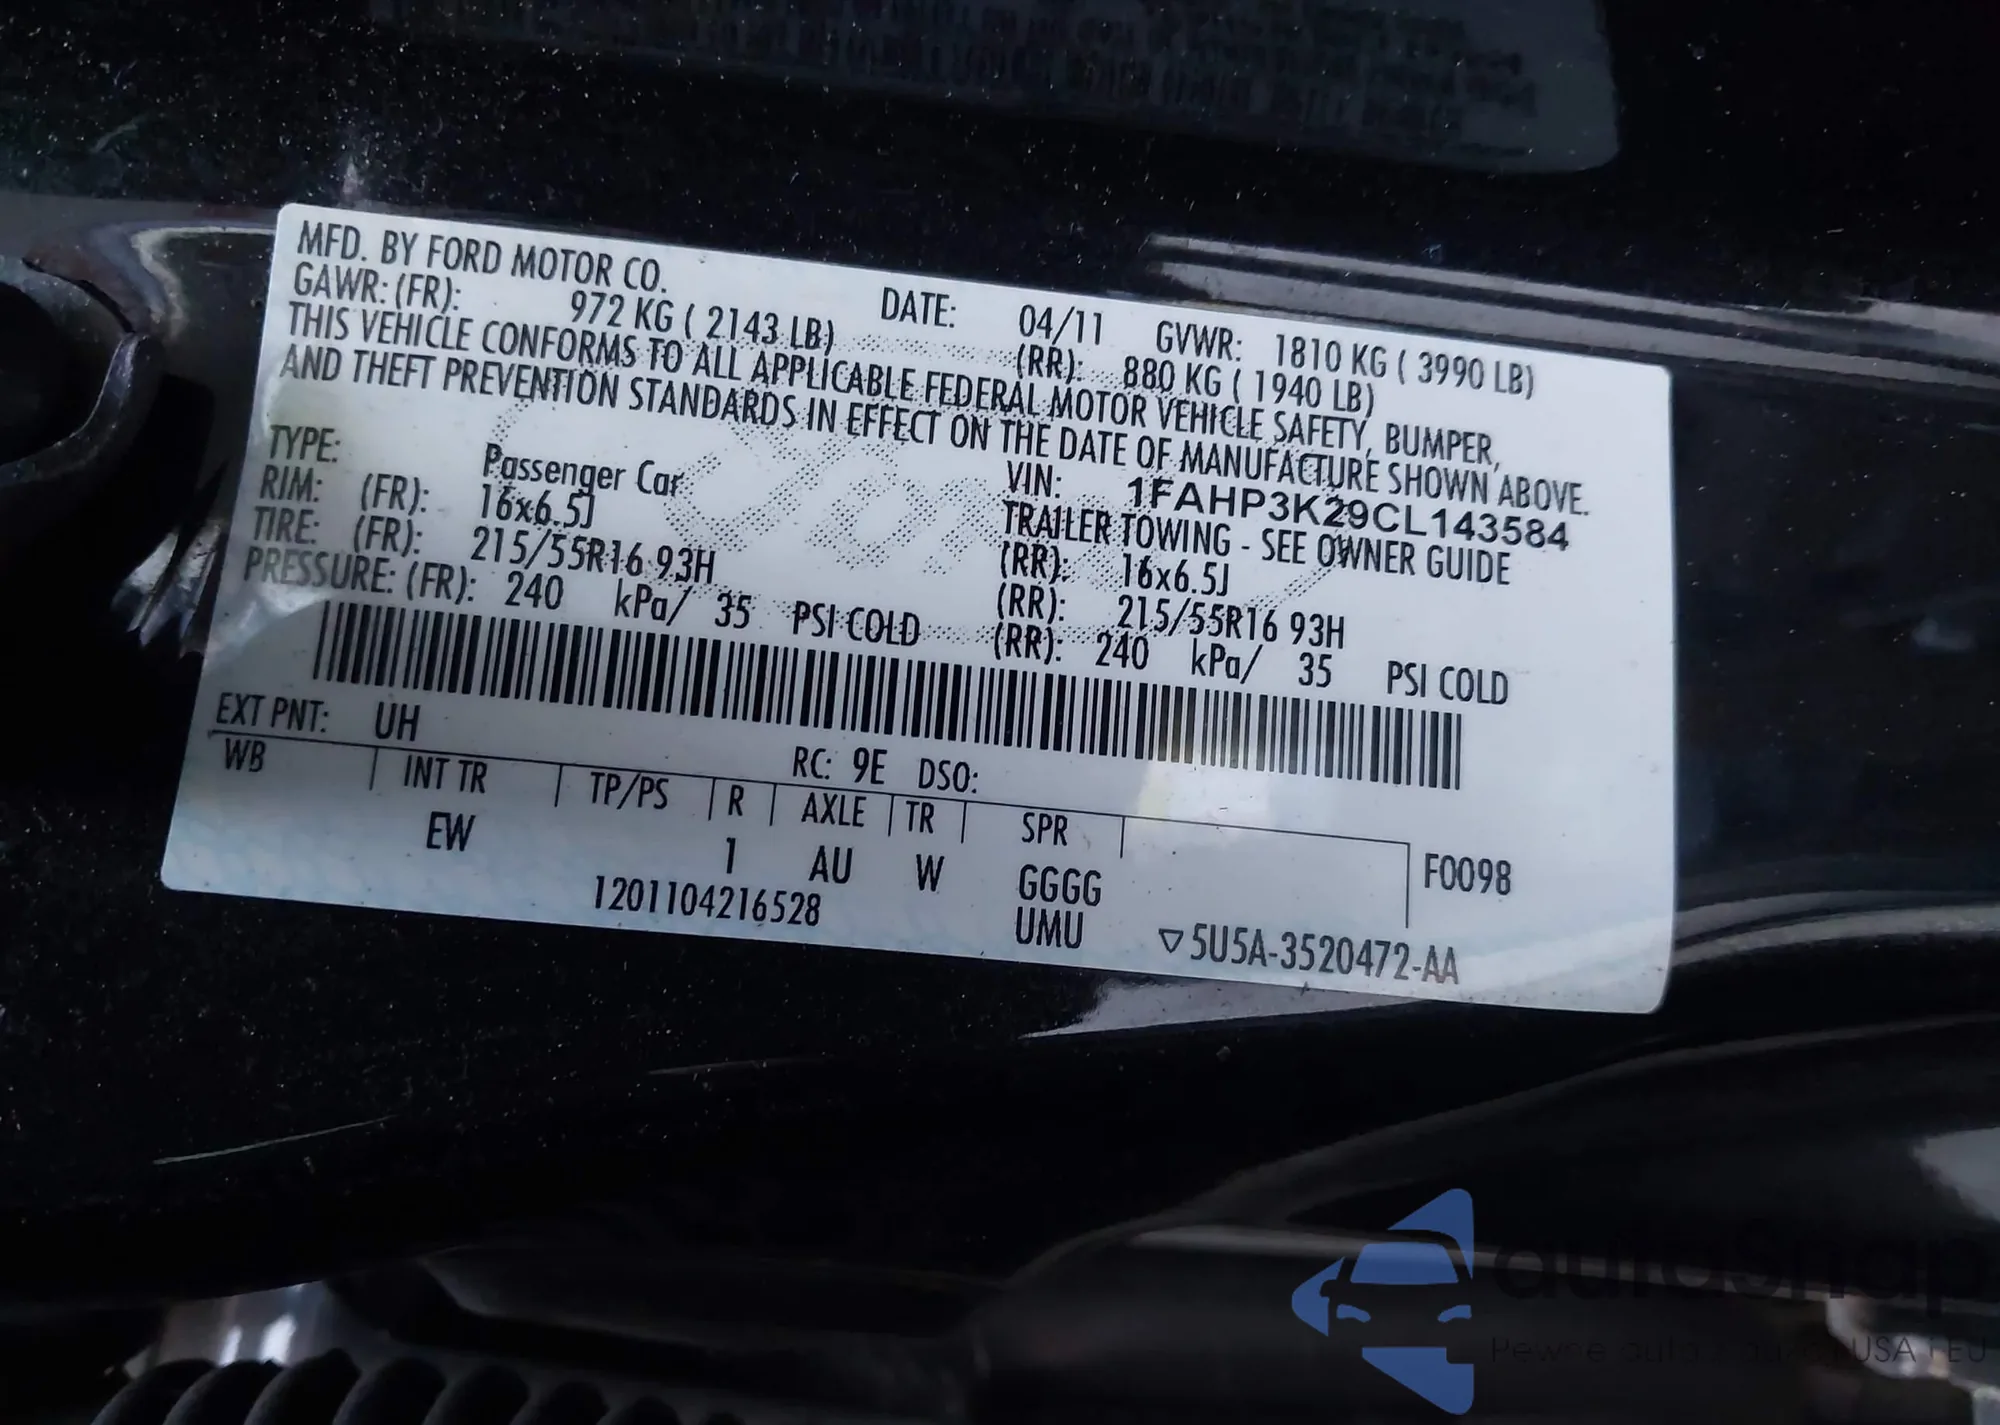 MFD. BY FORD MOTOR CO. DATE: 04/11 GVWR: 1810 KG ( 3990 LB)
GAWR: (FR): 972 KG ( 2143 LB) (RR): 880 KG ( 1940 LB)
THIS VEHICLE CONFORMS TO ALL APPLICABLE FEDERAL MOTOR VEHICLE SAFETY, BUMPER,
AND THEFT PREVENTION STANDARDS IN EFFECT ON THE DATE OF MANUFACTURE SHOWN ABOVE.
VIN: 1FAHP3K29CL143584
TYPE: Passenger Car TRAILER TOWING - SEE OWNER GUIDE
RIM: (FR): 16x6.5J (RR): 16x6.5J
TIRE: (FR): 215/55R16 93H (RR): 215/55R16 93H
PRESSURE: (FR): 240 kPa/ 35 PSI COLD (RR): 240 kPa/ 35 PSI COLD
EXT PNT: UH RC: 9E DSO:
WB INT TR TP/PS R AXLE TR SPR
EW 1 AU W GGGG F0098
1201104216528 UMU ▽5U5A-3520472-AA
autosnap
USA i EU